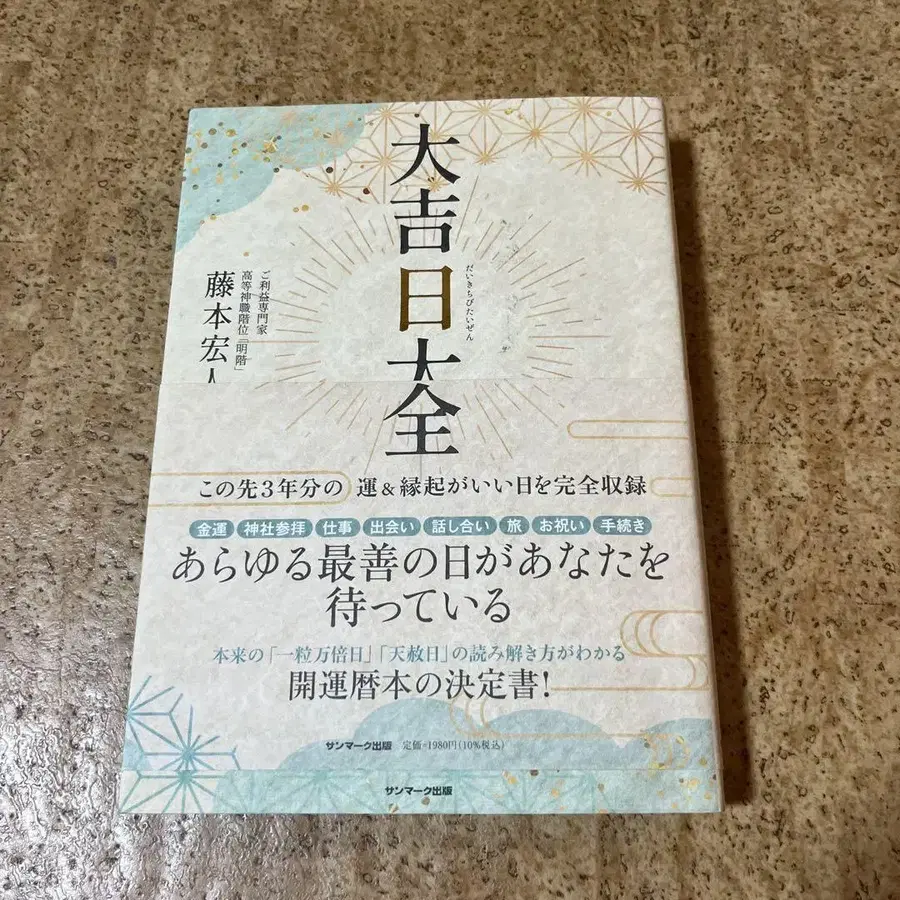 大吉日大全
だいきちびたいぜん
ご利益専門家
高等神職階位「明階」
藤本宏人
この先3年分の 運&縁起がいい日を完全収録
金運 神社参拝 仕事 出会い 話し合い 旅 お祝い 手続き
あらゆる最善の日があなたを
待っている
本来の「一粒万倍日」「天赦日」の読み解き方がわかる
開運暦本の決定書!
サンマーク出版 定価=1980円(10%税込)
サンマーク出版